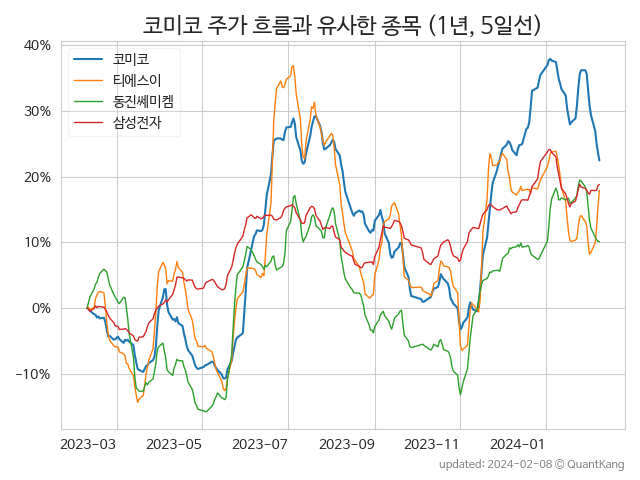 코미코 주가 흐름과 유사한 종목 (1년, 5일선)
코미코
티에스이
동진쎄미켐
삼성전자
40%
30%
20%
10%
0%
−10%
2023-03 2023-05 2023-07 2023-09 2023-11 2024-01
updated: 2024-02-08 © QuantKang